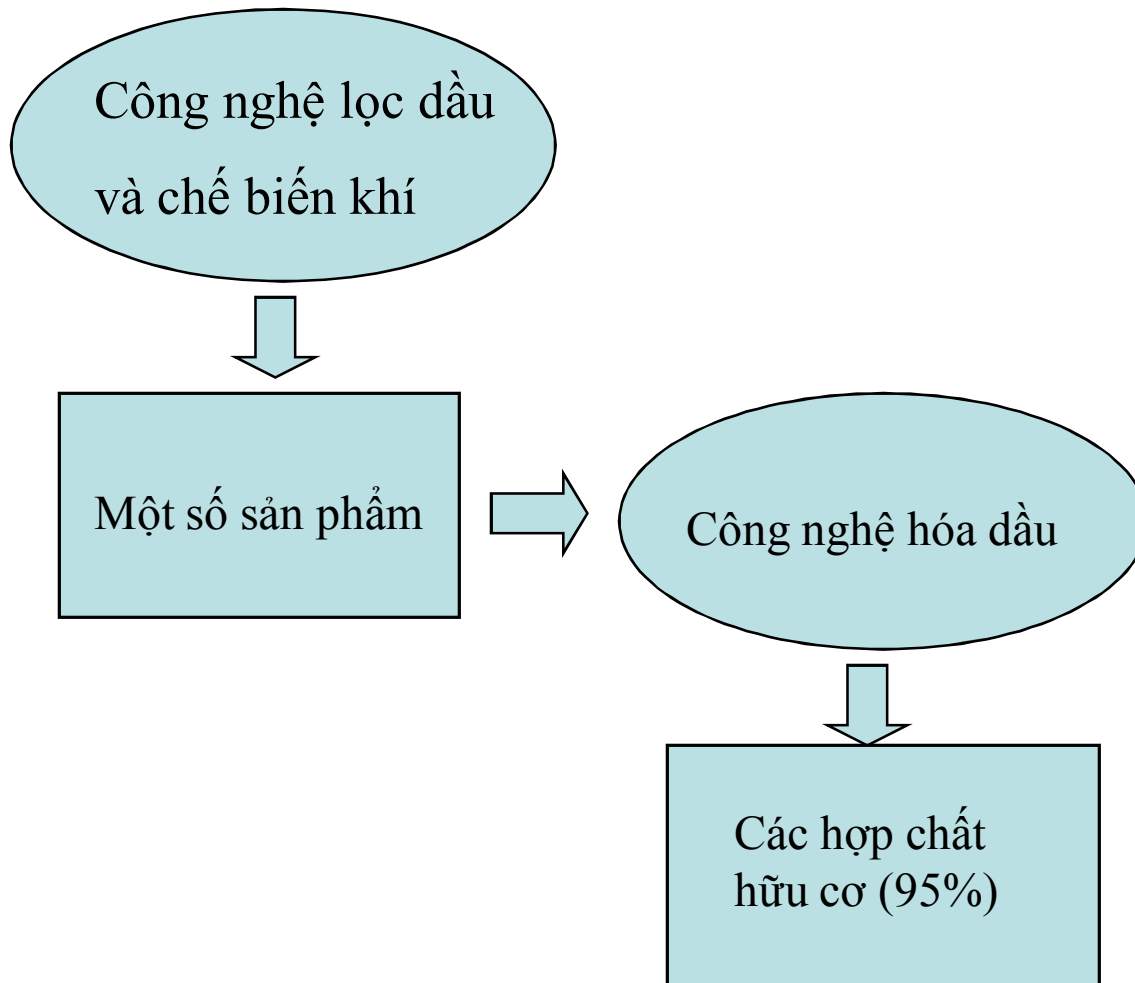 Công nghệ lọc dầu
và chế biến khí
Một số sản phẩm
Công nghệ hóa dầu
Các hợp chất
hữu cơ (95%)